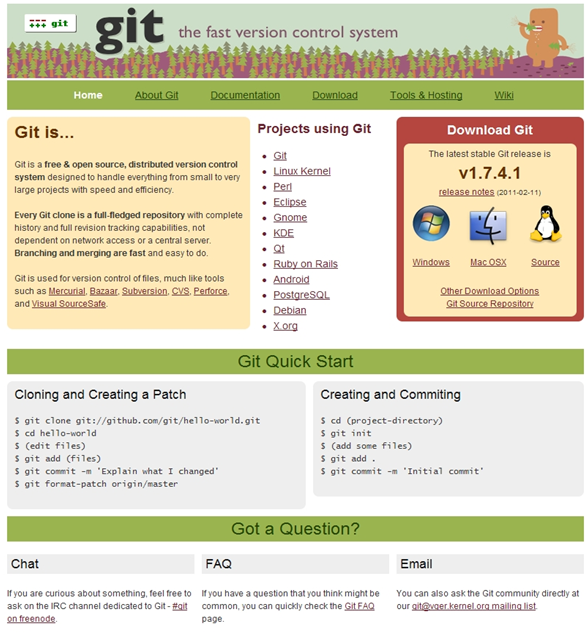 git
git the fast version control system
Home About Git Documentation Download Tools & Hosting Wiki
Git is...
Git is a free & open source, distributed version control
system designed to handle everything from small to very
large projects with speed and efficiency.
Every Git clone is a full-fledged repository with complete
history and full revision tracking capabilities, not
dependent on network access or a central server.
Branching and merging are fast and easy to do.
Git is used for version control of files, much like tools
such as Mercurial, Bazaar, Subversion, CVS, Perforce,
and Visual SourceSafe.
Projects using Git
Git
Linux Kernel
Perl
Eclipse
Gnome
KDE
Qt
Ruby on Rails
Android
PostgreSQL
Debian
X.org
Download Git
The latest stable Git release is
v1.7.4.1
release notes (2011-02-11)
Windows Mac OSX Source
Other Download Options
Git Source Repository
Git Quick Start
Cloning and Creating a Patch
$ git clone git://github.com/git/hello-world.git
$ cd hello-world
$ (edit files)
$ git add (files)
$ git commit -m 'Explain what I changed'
$ git format-patch origin/master
Creating and Commiting
$ cd (project-directory)
$ git init
$ (add some files)
$ git add .
$ git commit -m 'Initial commit'
Got a Question?
Chat
If you are curious about something, feel free to
ask on the IRC channel dedicated to Git - #git
on freenode.
FAQ
If you have a question that you think might be
common, you can quickly check the Git FAQ
page.
Email
You can also ask the Git community directly at
our git@vger.kernel.org mailing list.